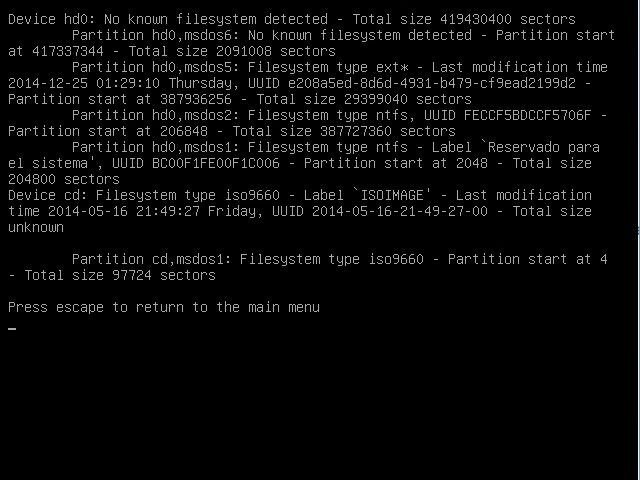 Device hd0: No known filesystem detected - Total size 419430400 sectors
Partition hd0,msdos6: No known filesystem detected - Partition start
at 417337344 - Total size 2091008 sectors
Partition hd0,msdos5: Filesystem type ext* - Last modification time
2014-12-25 01:29:10 Thursday, UUID e208a5ed-8d6d-4931-b479-cf9ead2199d2 -
Partition start at 387936256 - Total size 29399040 sectors
Partition hd0,msdos2: Filesystem type ntfs, UUID FECCF5BDCCF5706F -
Partition start at 206848 - Total size 387727360 sectors
Partition hd0,msdos1: Filesystem type ntfs - Label `Reservado para
el sistema', UUID BC00F1FE00F1C006 - Partition start at 2048 - Total size
204800 sectors
Device cd: Filesystem type iso9660 - Label `ISOIMAGE' - Last modification
time 2014-05-16 21:49:27 Friday, UUID 2014-05-16-21-49-27-00 - Total size
unknown
Partition cd,msdos1: Filesystem type iso9660 - Partition start at 4
- Total size 97724 sectors
Press escape to return to the main menu